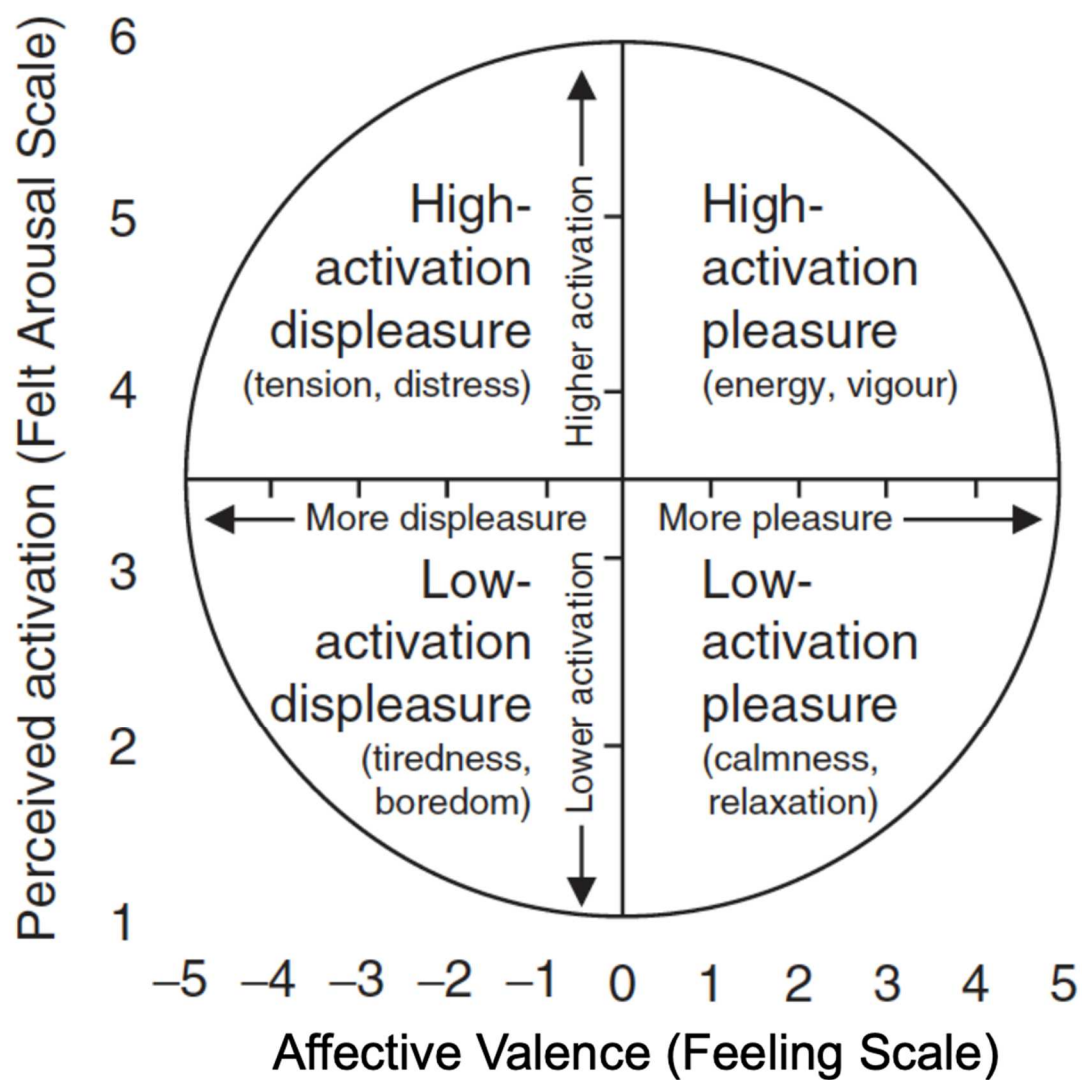 Perceived activation (Felt Arousal Scale)
6
5
4
3
2
1
High-
activation
displeasure
(tension, distress)
Higher activation
High-
activation
pleasure
(energy, vigour)
More displeasure
More pleasure
Low-
activation
displeasure
(tiredness,
boredom)
Lower activation
Low-
activation
pleasure
(calmness,
relaxation)
–5 –4 –3 –2 –1 0 1 2 3 4 5
Affective Valence (Feeling Scale)